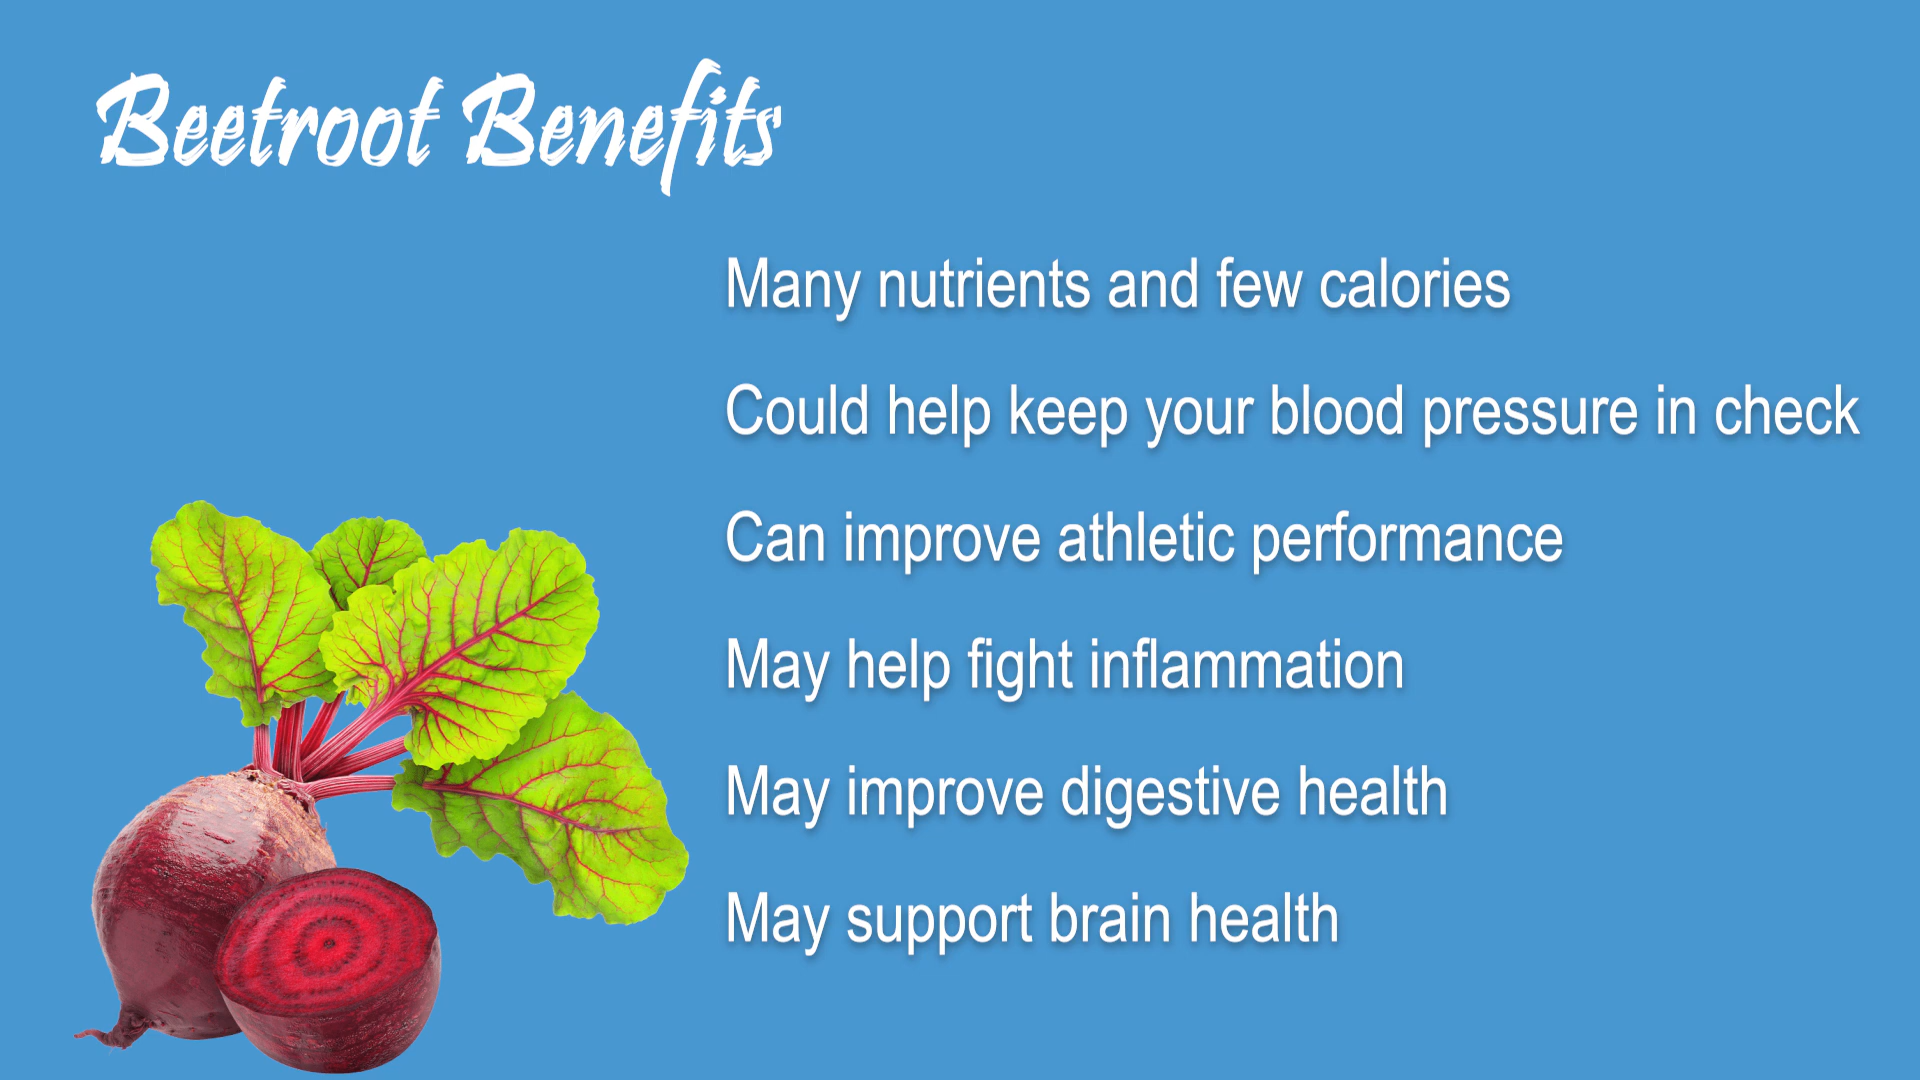 Beetroot Benefits
Many nutrients and few calories
Could help keep your blood pressure in check
Can improve athletic performance
May help fight inflammation
May improve digestive health
May support brain health